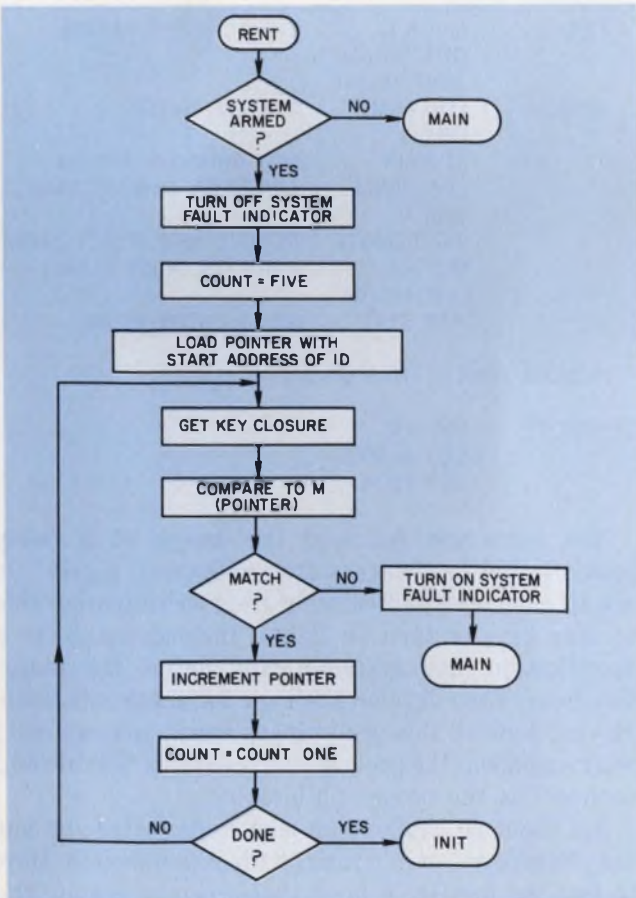 RENT
SYSTEM
ARMED
?
NO
MAIN
YES
TURN OFF SYSTEM
FAULT INDICATOR
COUNT = FIVE
LOAD POINTER WITH
START ADDRESS OF ID
GET KEY CLOSURE
COMPARE TO M
(POINTER)
MATCH
?
NO
TURN ON SYSTEM
FAULT INDICATOR
MAIN
YES
INCREMENT POINTER
COUNT = COUNT ONE
NO
DONE
?
YES
INIT